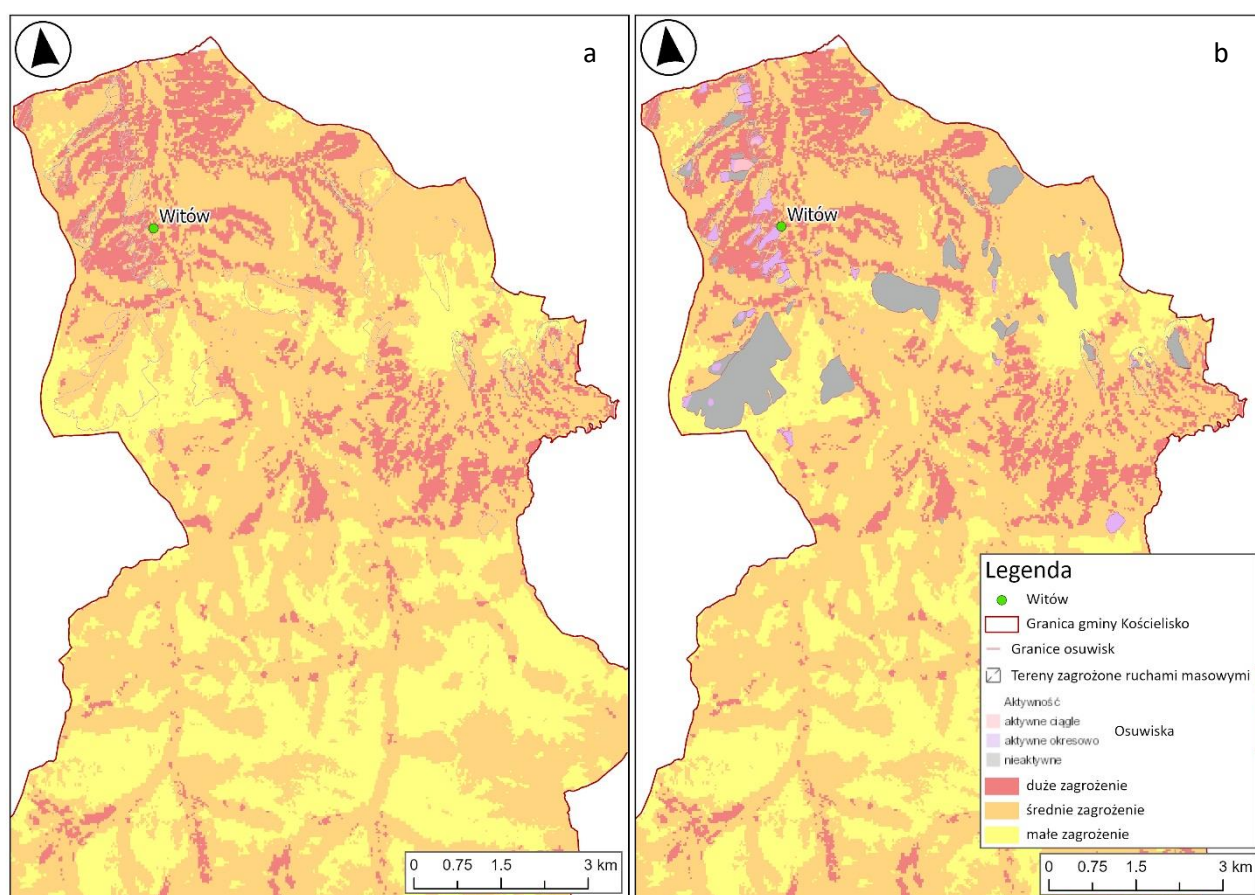 a
Witów
0 0.75 1.5 3 km
b
Witów
Legenda
Witów
Granica gminy Kościelisko
Granice osuwisk
Tereny zagrożone ruchami masowymi
Aktywność
aktywne ciągle
aktywne okresowo
nieaktywne
Osuwiska
duże zagrożenie
średnie zagrożenie
małe zagrożenie
0 0.75 1.5 3 km